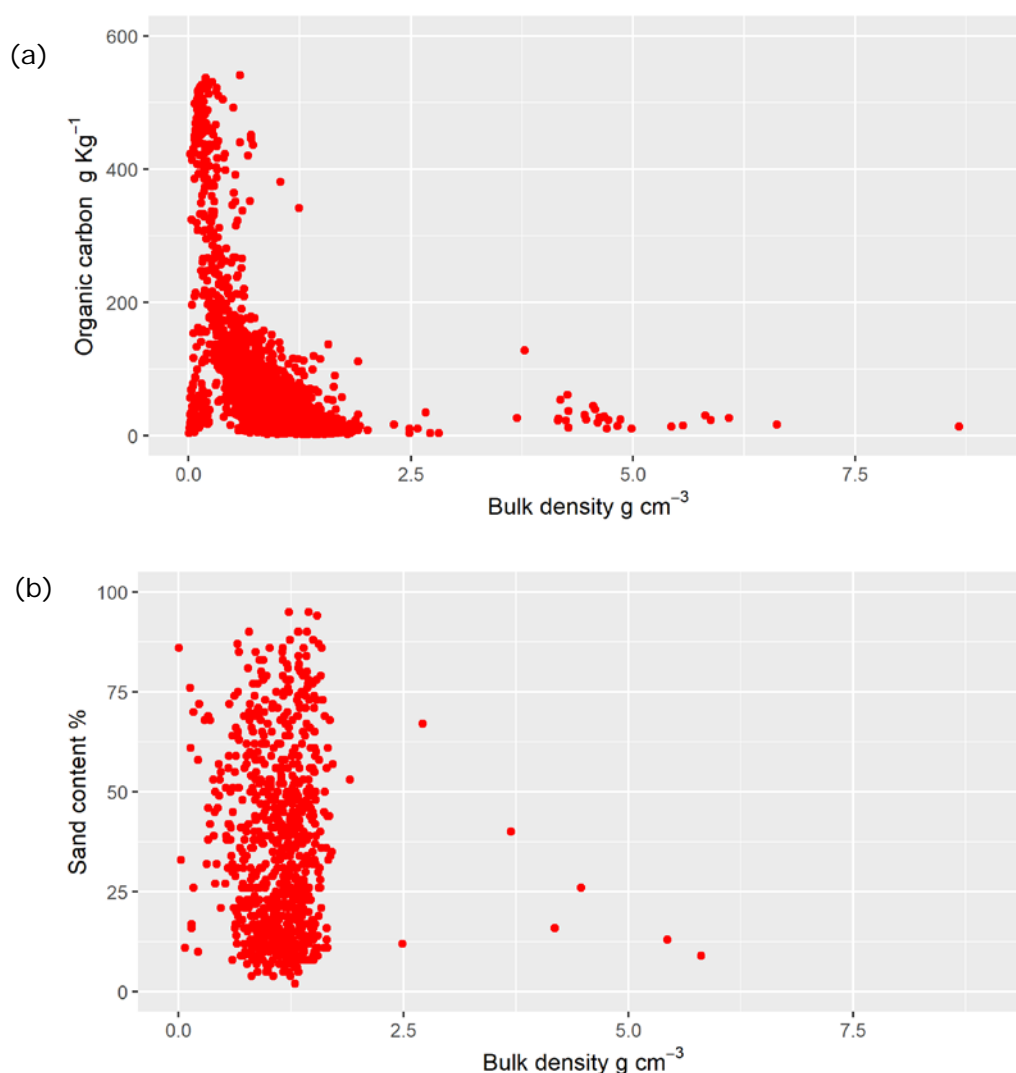 (a)
Organic carbon g Kg⁻¹
600
400
200
0
0.0 2.5 5.0 7.5
Bulk density g cm⁻³
(b)
Sand content %
100
75
50
25
0
0.0 2.5 5.0 7.5
Bulk density g cm⁻³